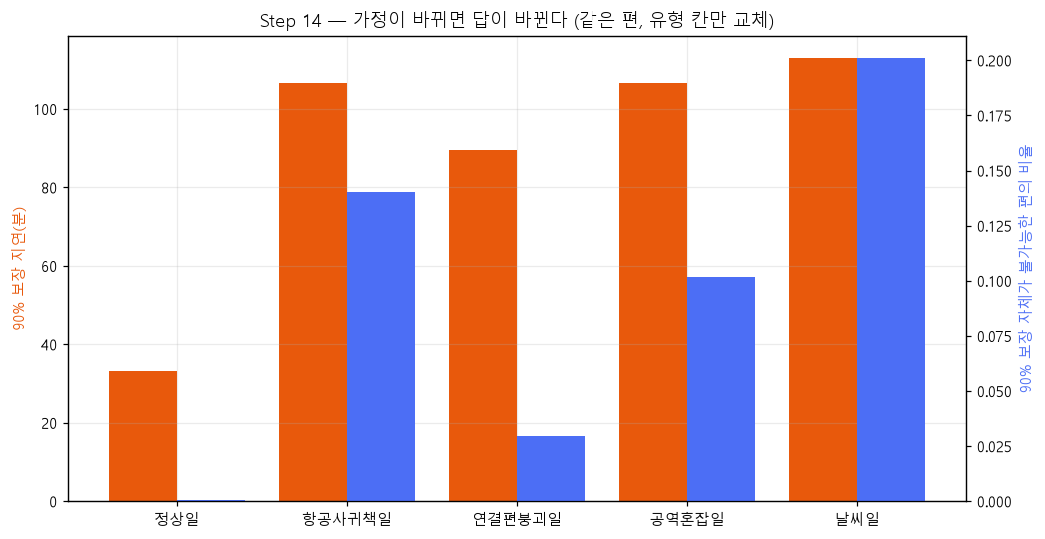 Step 14 — 가정이 바뀌면 답이 바뀐다 (같은 편, 유형 칸만 교체)
90% 보장 지연(분)
100
80
60
40
20
0
0.200
0.175
0.150
0.125
0.100
0.075
0.050
0.025
0.000
90% 보장 자체가 불가능한 편의 비율
정상일
항공사귀책일
연결편붕괴일
공역혼잡일
날씨일